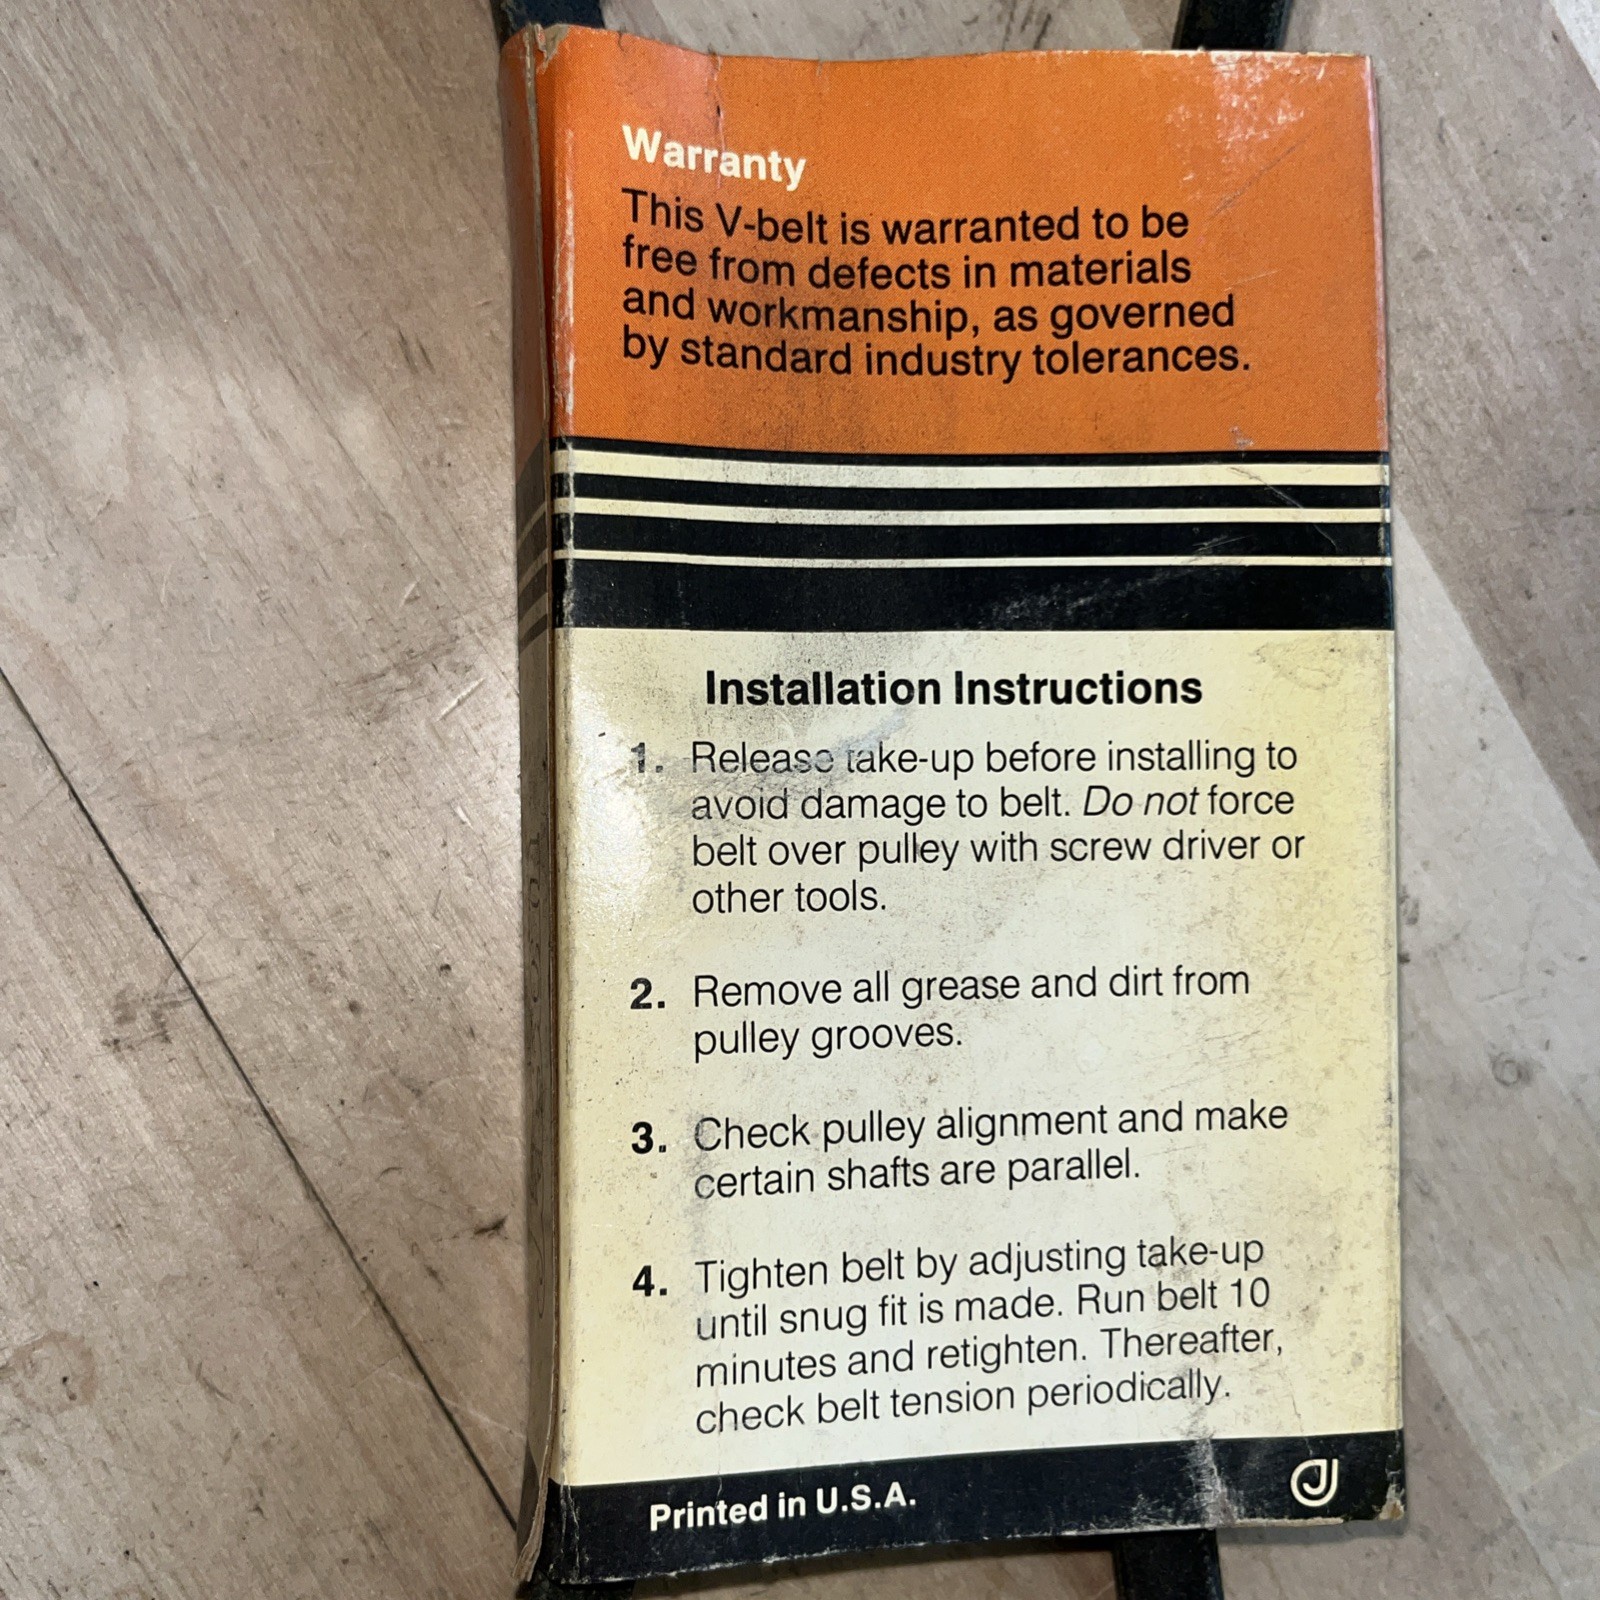 Warranty
This V-belt is warranted to be
free from defects in materials
and workmanship, as governed
by standard industry tolerances.
Installation Instructions
1. Release take-up before installing to
avoid damage to belt. Do not force
belt over pulley with screw driver or
other tools.
2. Remove all grease and dirt from
pulley grooves.
3. Check pulley alignment and make
certain shafts are parallel.
4. Tighten belt by adjusting take-up
until snug fit is made. Run belt 10
minutes and retighten. Thereafter,
check belt tension periodically.
Printed in U.S.A.